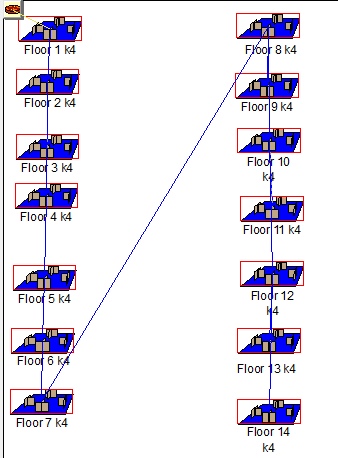 Floor 1 k4
Floor 2 k4
Floor 3 k4
Floor 4 k4
Floor 5 k4
Floor 6 k4
Floor 7 k4
Floor 8 k4
Floor 9 k4
Floor 10
k4
Floor 11 k4
Floor 12
k4
Floor 13 k4
Floor 14
k4